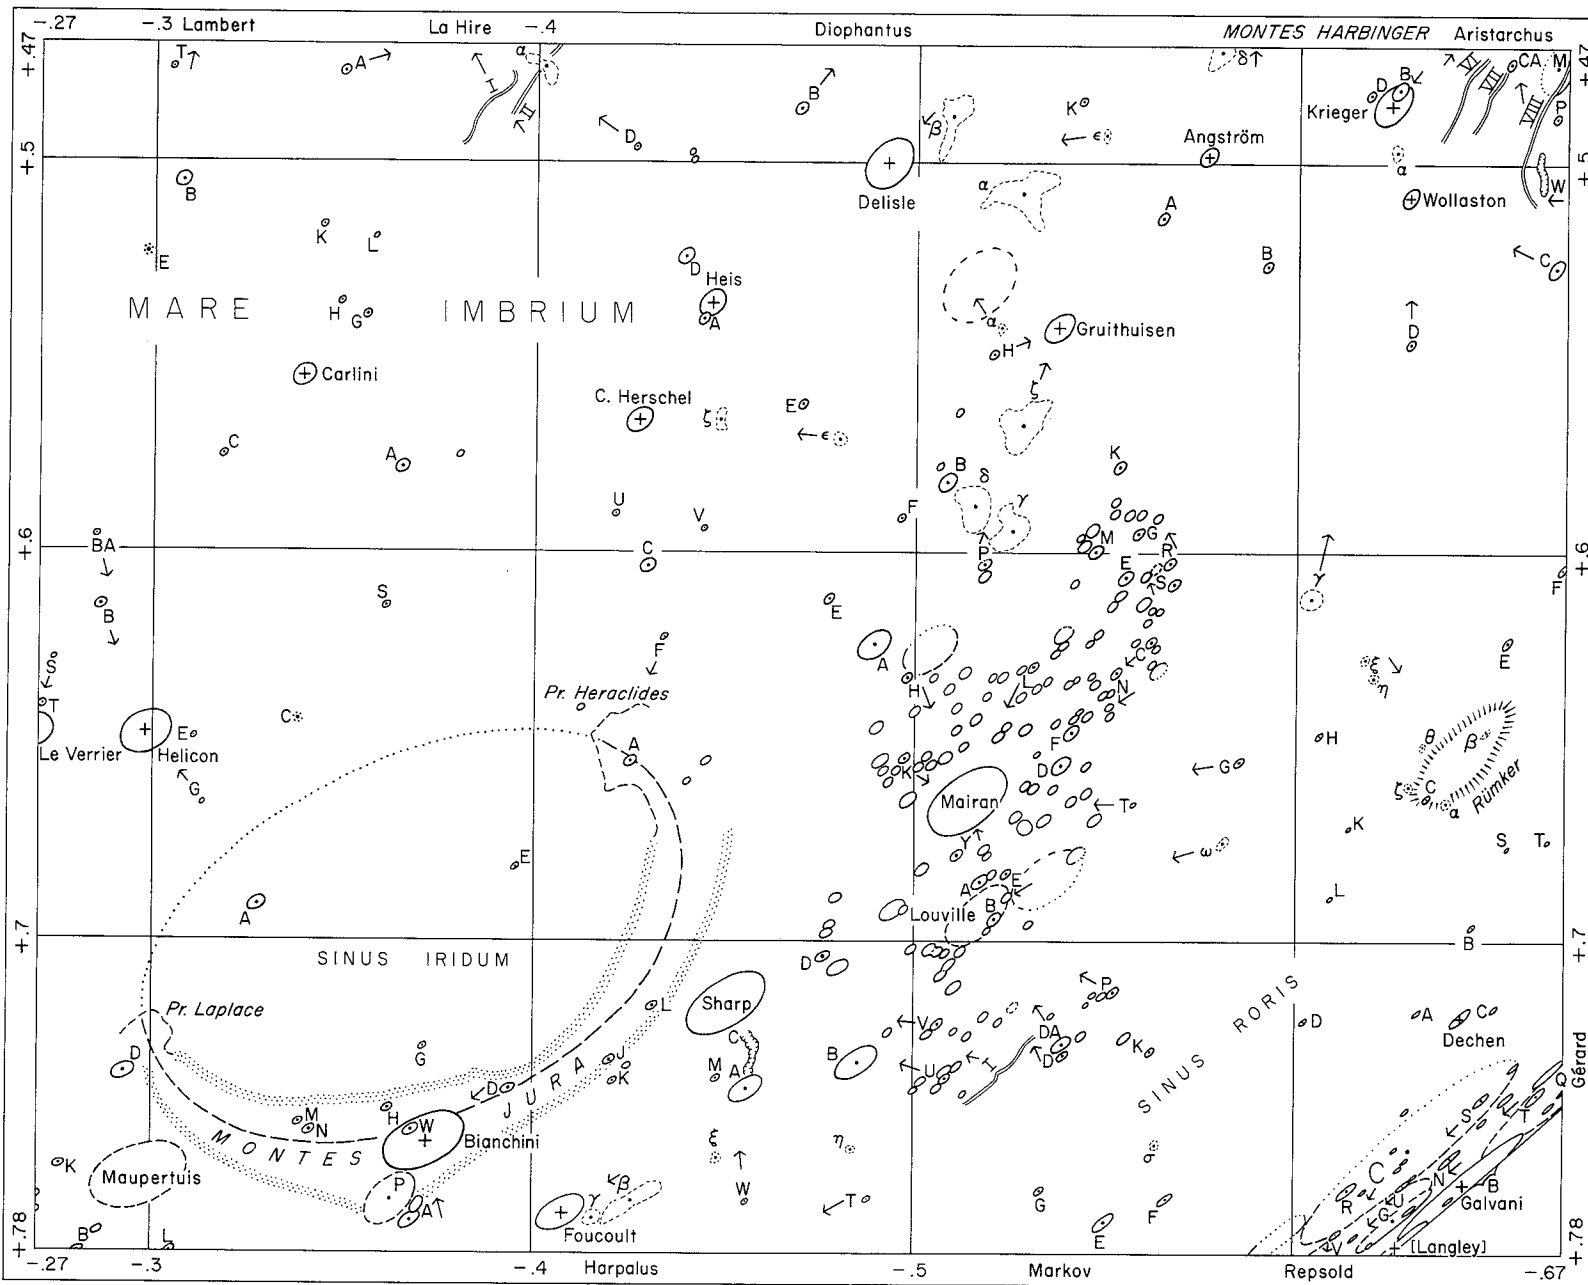 -.27 -.3 Lambert La Hire -.4 Diophantus MONTES HARBINGER Aristarchus
+.47 T A α I II B δ VI VII CA M +.47
D B VIII P
Krieger
β K ε
D Angström
+.5 α +.5
B Delisle α W
Wollaston
K L A
E D B C
Heis
MARE IMBRIUM
H G A α Gruithuisen D
H
Carlini
C. Herschel ζ E ζ
ε
C A B δ K
U V F γ
G
BA +.6 C P M R +.6
E S γ F
B S E
F A C ξ E
S H L N η
Pr. Heraclides
T C
E A F H θ β
Le Verrier Helicon K D G
G Mairan ζ C Rümker
T α
K
Y ω S T
E
A E L
A Louville B
+.7 B +.7
SINUS IRIDUM D
P
Pr. Laplace L Sharp SINUS RORIS
V DA D A C
C Dechen
D G J B D K
M A U I Gérard
D K Q
M H S T
N W JURA
MONTES Bianchini ξ η σ
K C
Maupertuis P β W N B
T G R U Galvani
A γ F G
B L Foucoult E V [Langley]
+.78 +.78
-.27 -.3 -.4 Harpalus -.5 Markov Repsold -.67